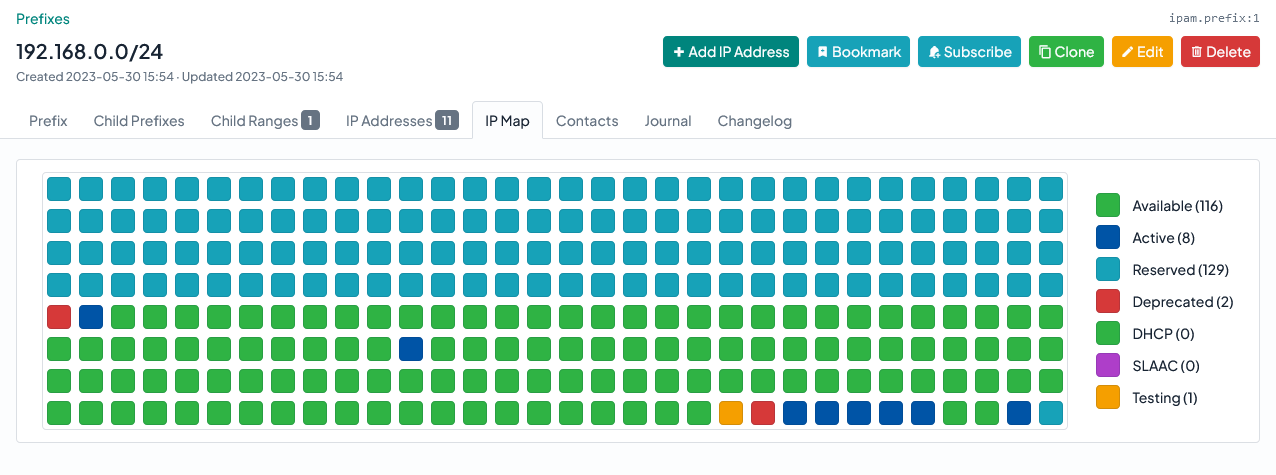 Prefixes
ipam.prefix:1
192.168.0.0/24
Add IP Address Bookmark Subscribe Clone Edit Delete
Created 2023-05-30 15:54 · Updated 2023-05-30 15:54
Prefix Child Prefixes Child Ranges 1 IP Addresses 11 IP Map Contacts Journal Changelog
Available (116)
Active (8)
Reserved (129)
Deprecated (2)
DHCP (0)
SLAAC (0)
Testing (1)